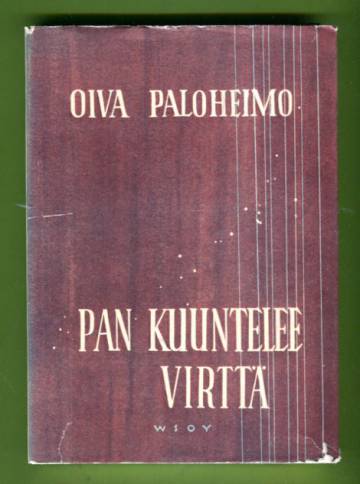 OIVA PALOHEIMO
PAN KUUNTELEE
VIRTTÄ
WSOY